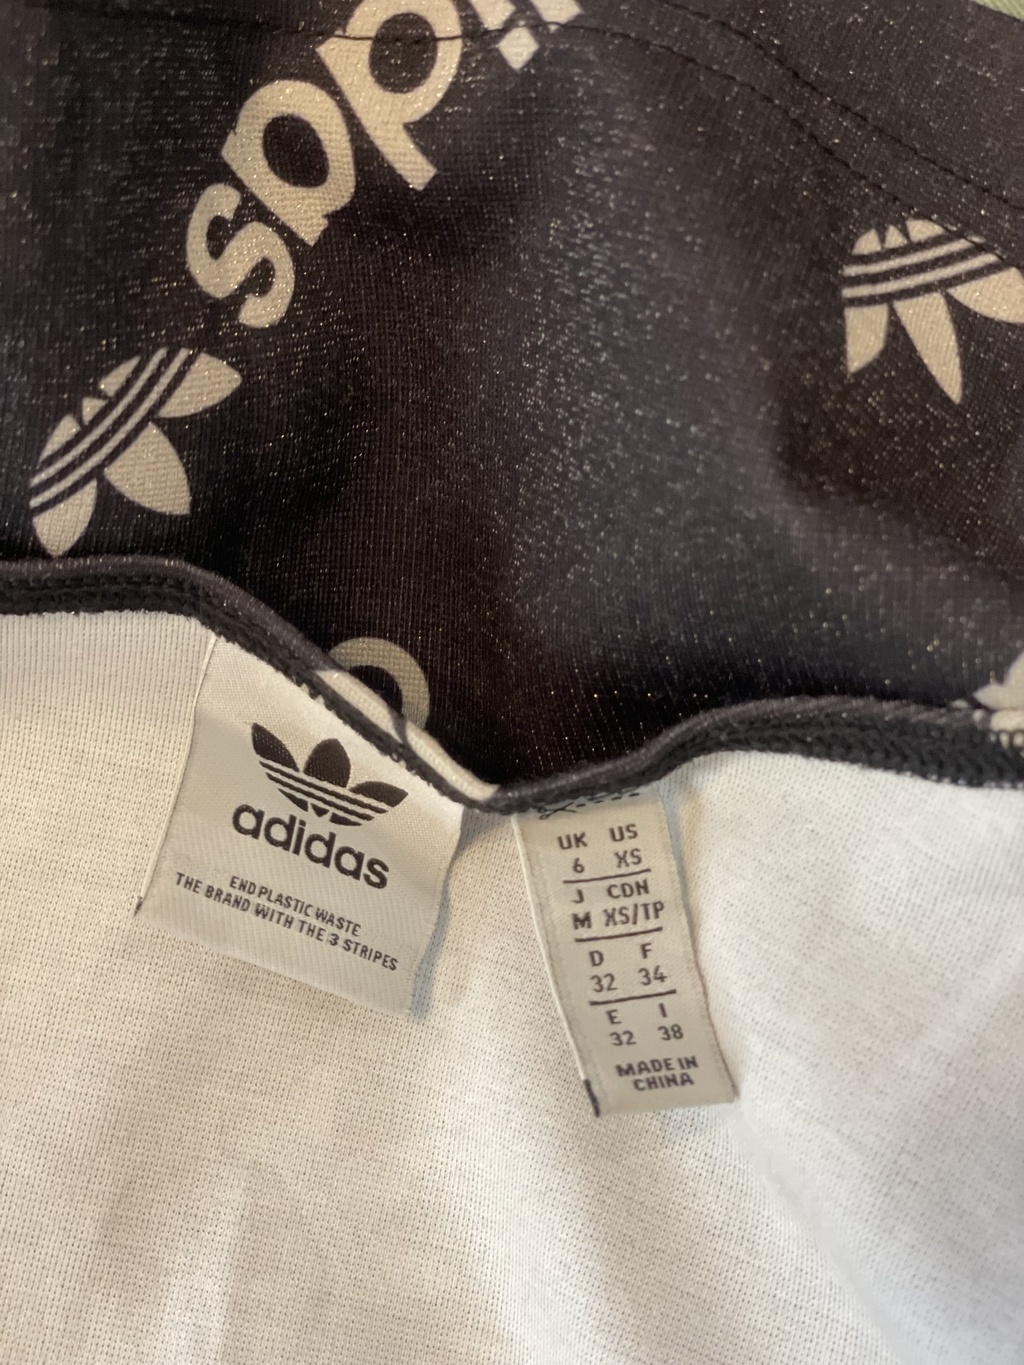 adidas
adidas
END PLASTIC WASTE
THE BRAND WITH THE 3 STRIPES
UK US
6 XS
J CDN
M XS/TP
D F
32 34
E I
32 38
MADE IN
CHINA